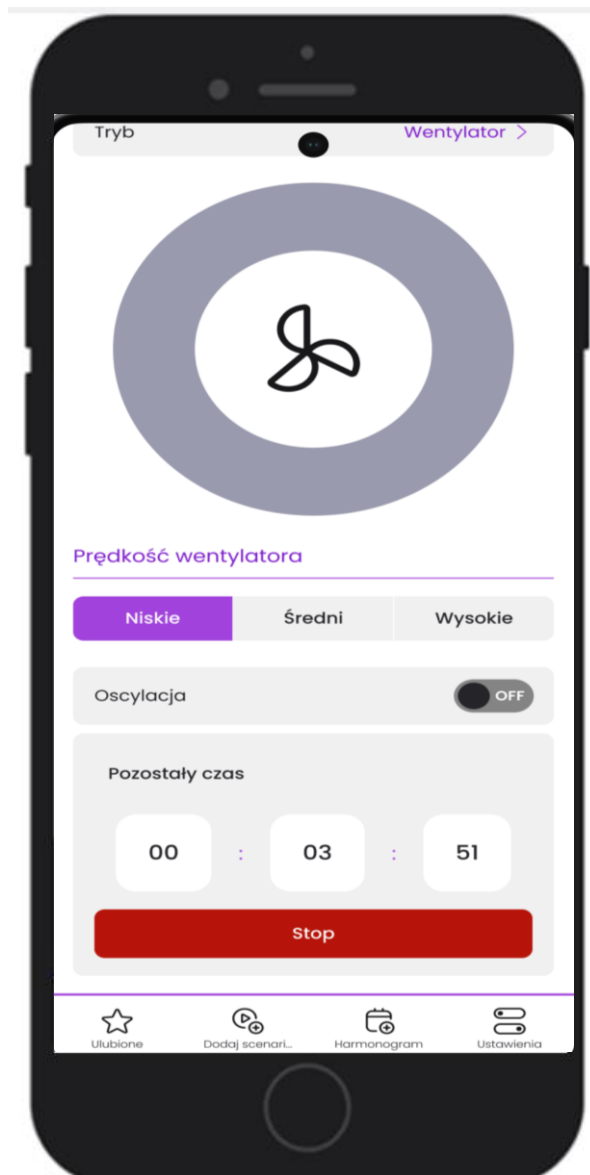 Tryb Wentylator >
Prędkość wentylatora
Niskie Średni Wysokie
Oscylacja OFF
Pozostały czas
00 : 03 : 51
Stop
Ulubione Dodaj scenari... Harmonogram Ustawienia